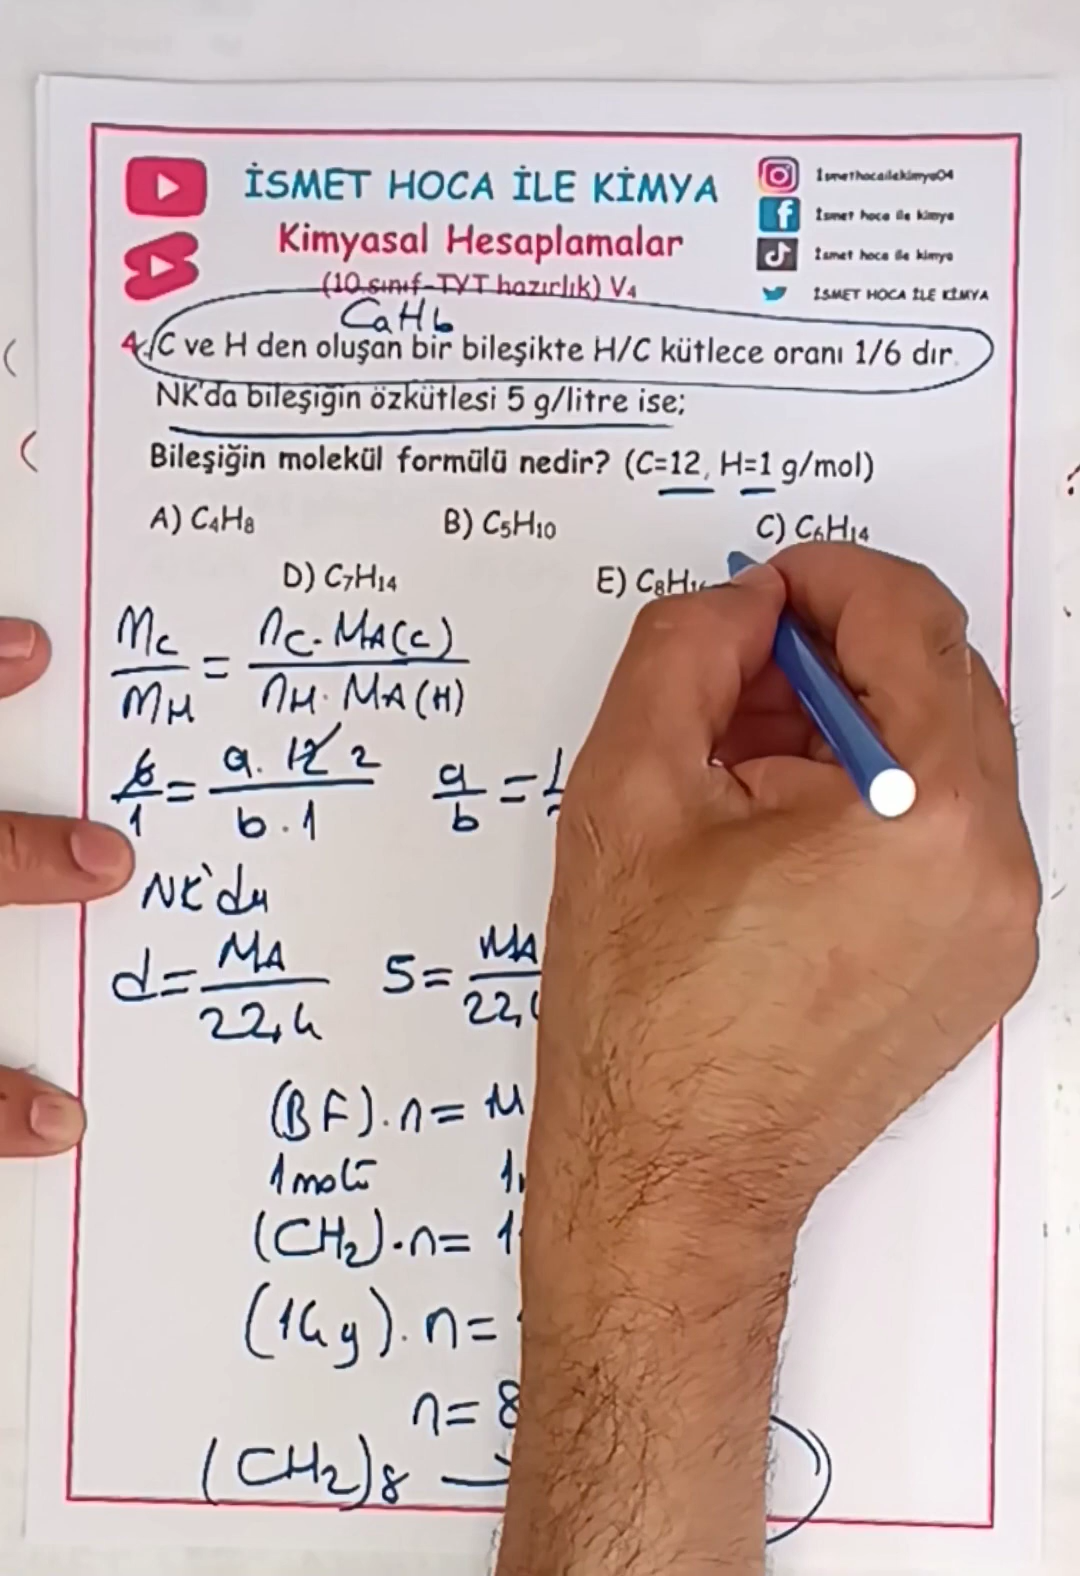 İSMET HOCA İLE KİMYA
Kimyasal Hesaplamalar
(10.sınıf-TYT hazırlık) V4
İsmethocailekimya04
İsmet hoca ile kimya
İsmet hoca ile kimya
İSMET HOCA İLE KİMYA
CaHb
4. C ve H den oluşan bir bileşikte H/C kütlece oranı 1/6 dır.
NK'da bileşiğin özkütlesi 5 g/litre ise;
Bileşiğin molekül formülü nedir? (C=12, H=1 g/mol)
A) C4H8 B) C5H10 C) C6H14
D) C7H14 E) C8H
mC/mH = nC.MA(C)/nH.MA(H)
6/1 = a.12 2/b.1 a/b =
NK'da
d = MA/22,4 5 = MA/22,
(BF).n = M
1 molü
(CH2).n = 1
(14g).n =
n = 8
(CH2)8